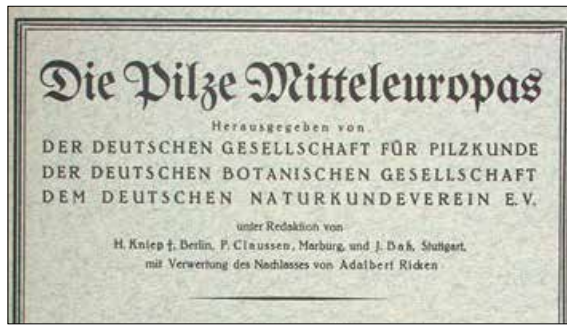 Die Pilze Mitteleuropas
Herausgegeben von
DER DEUTSCHEN GESELLSCHAFT FÜR PILZKUNDE
DER DEUTSCHEN BOTANISCHEN GESELLSCHAFT
DEM DEUTSCHEN NATURKUNDEVEREIN E.V.
unter Redaktion von
H. Kniep †, Berlin, P. Claussen, Marburg, und J. Baß, Stuttgart,
mit Verwertung des Nachlasses von Adalbert Ricken